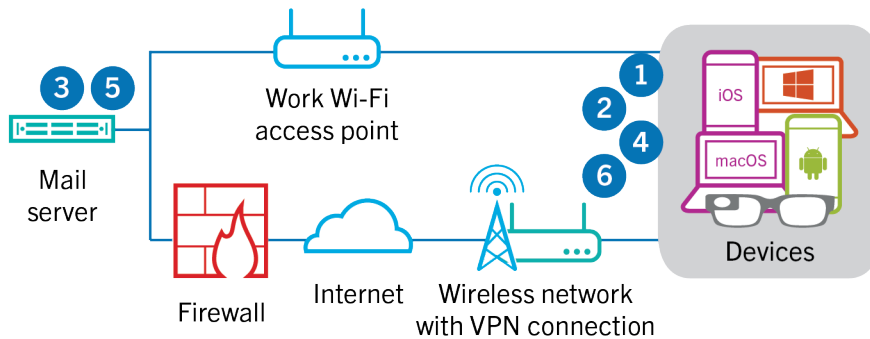 3 5
Mail
server
Work Wi-Fi
access point
1
2
4
6
iOS
macOS
Devices
Firewall
Internet
Wireless network
with VPN connection